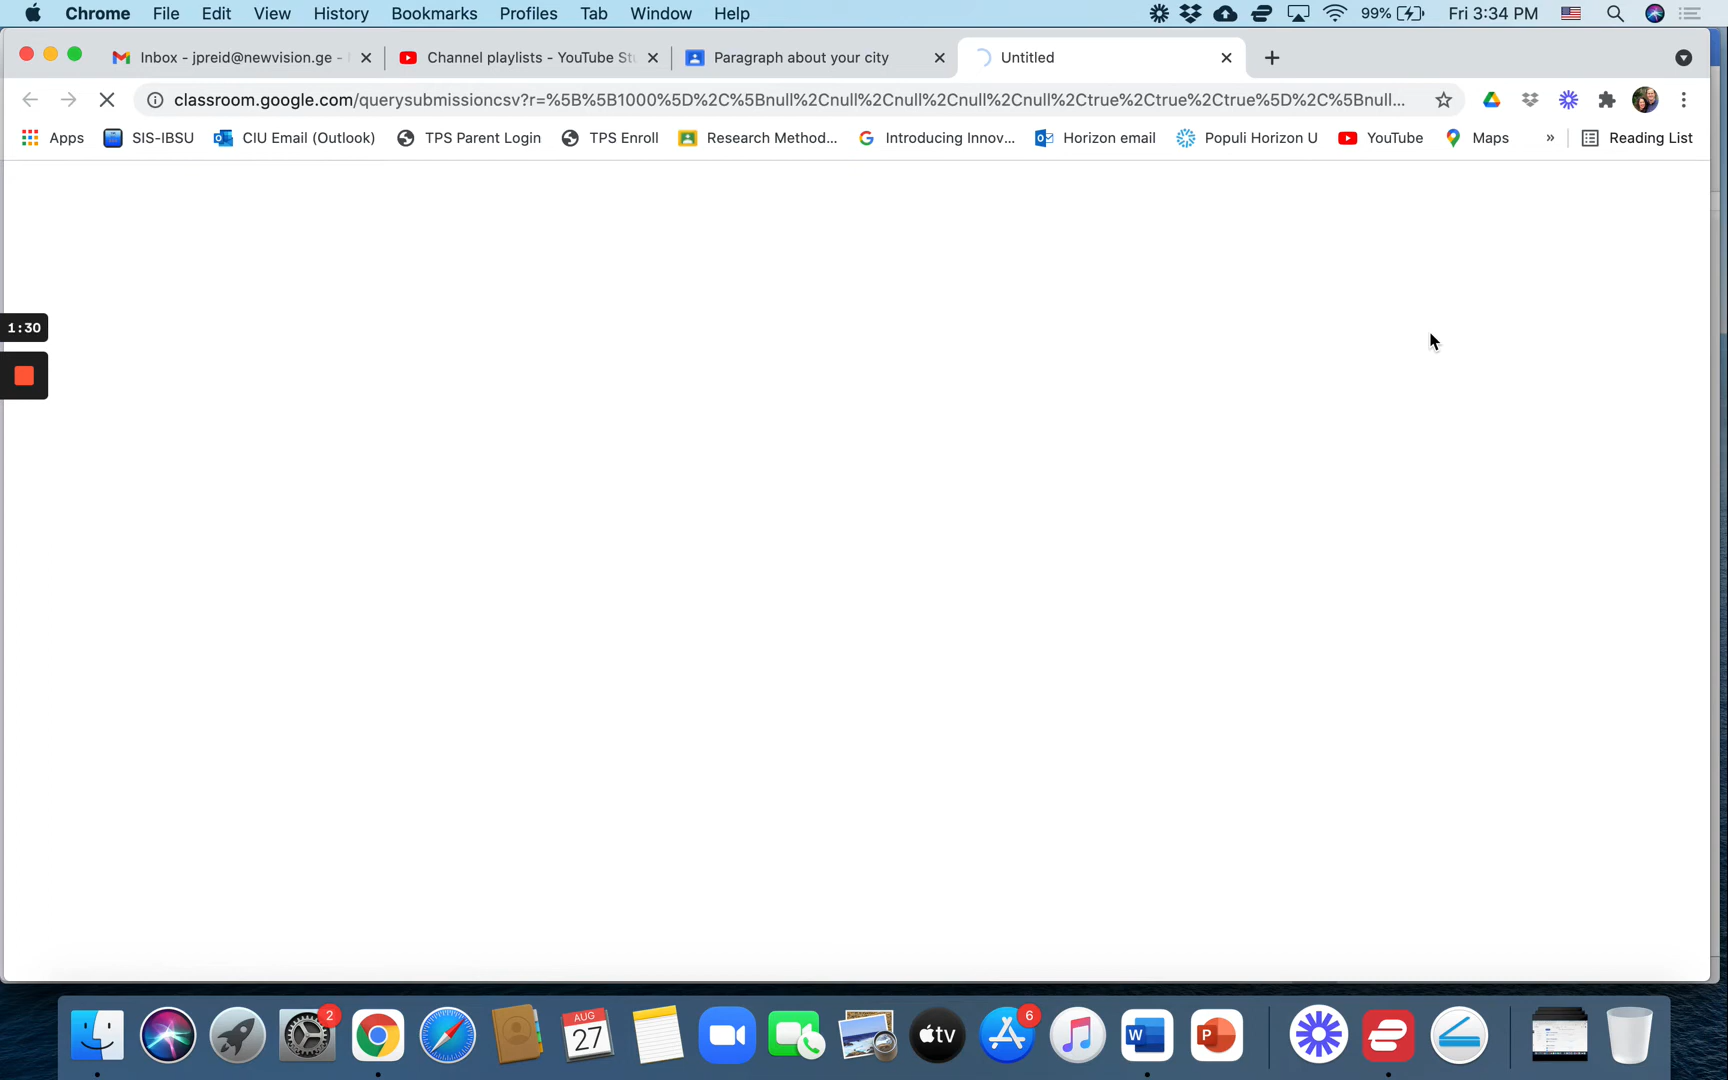 Chrome File Edit View History Bookmarks Profiles Tab Window Help 99% Fri 3:34 PM
Inbox - jpreid@newvision.ge - Channel playlists - YouTube Stu Paragraph about your city Untitled
classroom.google.com/querysubmissioncsv?r=%5B%5B1000%5D%2C%5Bnull%2Cnull%2Cnull%2Cnull%2Cnull%2Ctrue%2Ctrue%2Ctrue%5D%2C%5Bnull...
Apps SIS-IBSU CIU Email (Outlook) TPS Parent Login TPS Enroll Research Method... Introducing Innov... Horizon email Populi Horizon U YouTube Maps » Reading List
1:30
2
AUG
27
tv
6
W
P